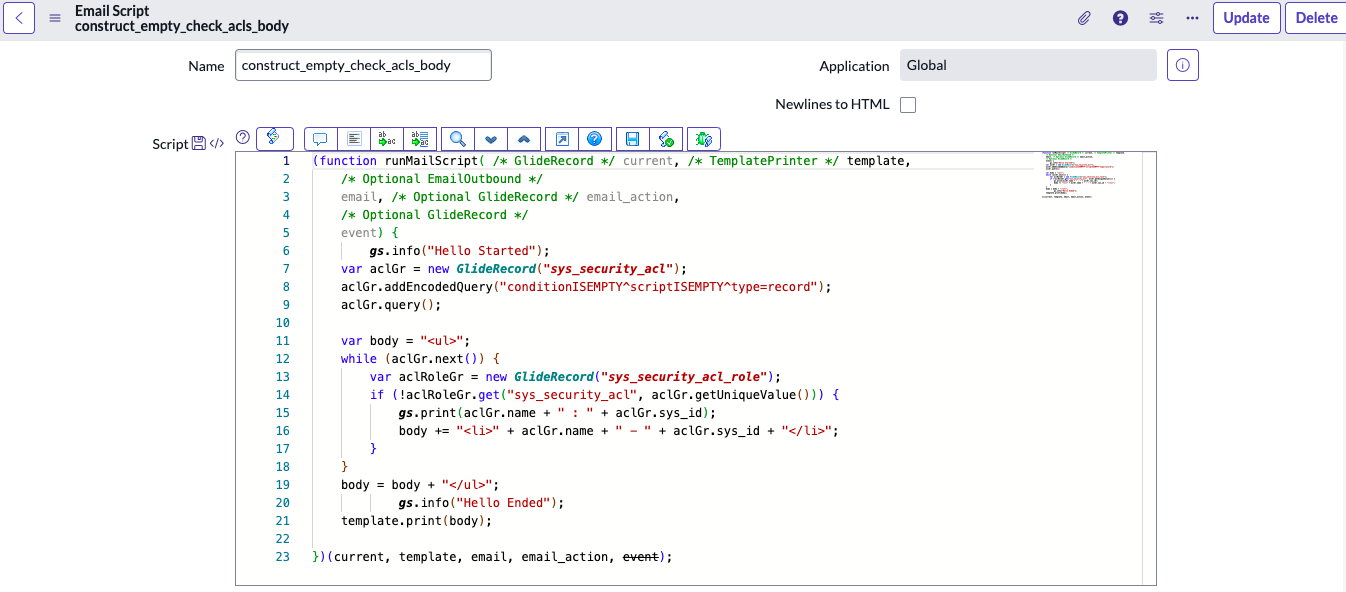 Email Script
construct_empty_check_acls_body
Update
Delete
Name
construct_empty_check_acls_body
Application
Global
Newlines to HTML
Script
1 (function runMailScript( /* GlideRecord */ current, /* TemplatePrinter */ template,
2 /* Optional EmailOutbound */
3 email, /* Optional GlideRecord */ email_action,
4 /* Optional GlideRecord */
5 event) {
6 gs.info("Hello Started");
7 var aclGr = new GlideRecord("sys_security_acl");
8 aclGr.addEncodedQuery("conditionISEMPTY^scriptISEMPTY^type=record");
9 aclGr.query();
10
11 var body = "<ul>";
12 while (aclGr.next()) {
13 var aclRoleGr = new GlideRecord("sys_security_acl_role");
14 if (!aclRoleGr.get("sys_security_acl", aclGr.getUniqueValue())) {
15 gs.print(aclGr.name + " : " + aclGr.sys_id);
16 body += "<li>" + aclGr.name + " - " + aclGr.sys_id + "</li>";
17 }
18 }
19 body = body + "</ul>";
20 gs.info("Hello Ended");
21 template.print(body);
22
23 })(current, template, email, email_action, event);